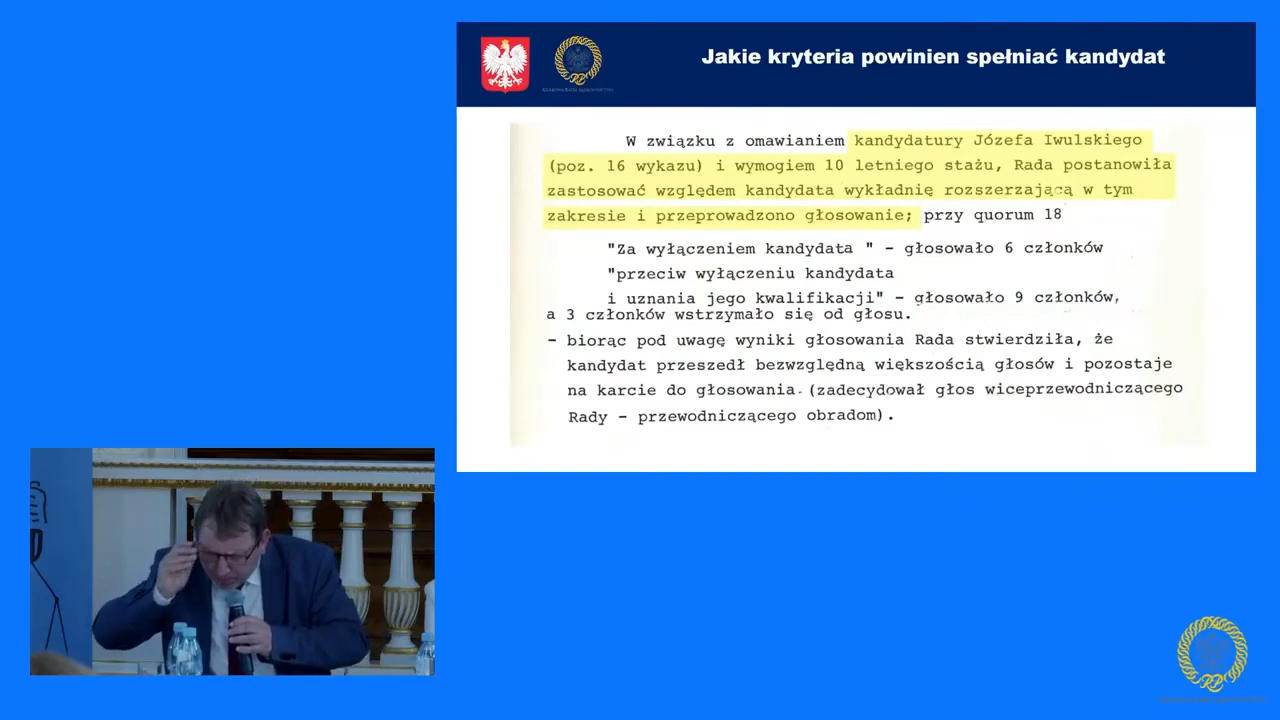 Jakie kryteria powinien spełniać kandydat
KRAJOWA RADA SĄDOWNICTWA
W związku z omawianiem kandydatury Józefa Iwulskiego
(poz. 16 wykazu) i wymogiem 10 letniego stażu, Rada postanowiła
zastosować względem kandydata wykładnię rozszerzającą w tym
zakresie i przeprowadzono głosowanie; przy quorum 18
"Za wyłączeniem kandydata " - głosowało 6 członków
"przeciw wyłączeniu kandydata
i uznania jego kwalifikacji" - głosowało 9 członków,
a 3 członków wstrzymało się od głosu.
- biorąc pod uwagę wyniki głosowania Rada stwierdziła, że
kandydat przeszedł bezwzględną większością głosów i pozostaje
na karcie do głosowania. (zadecydował głos wiceprzewodniczącego
Rady - przewodniczącego obradom).